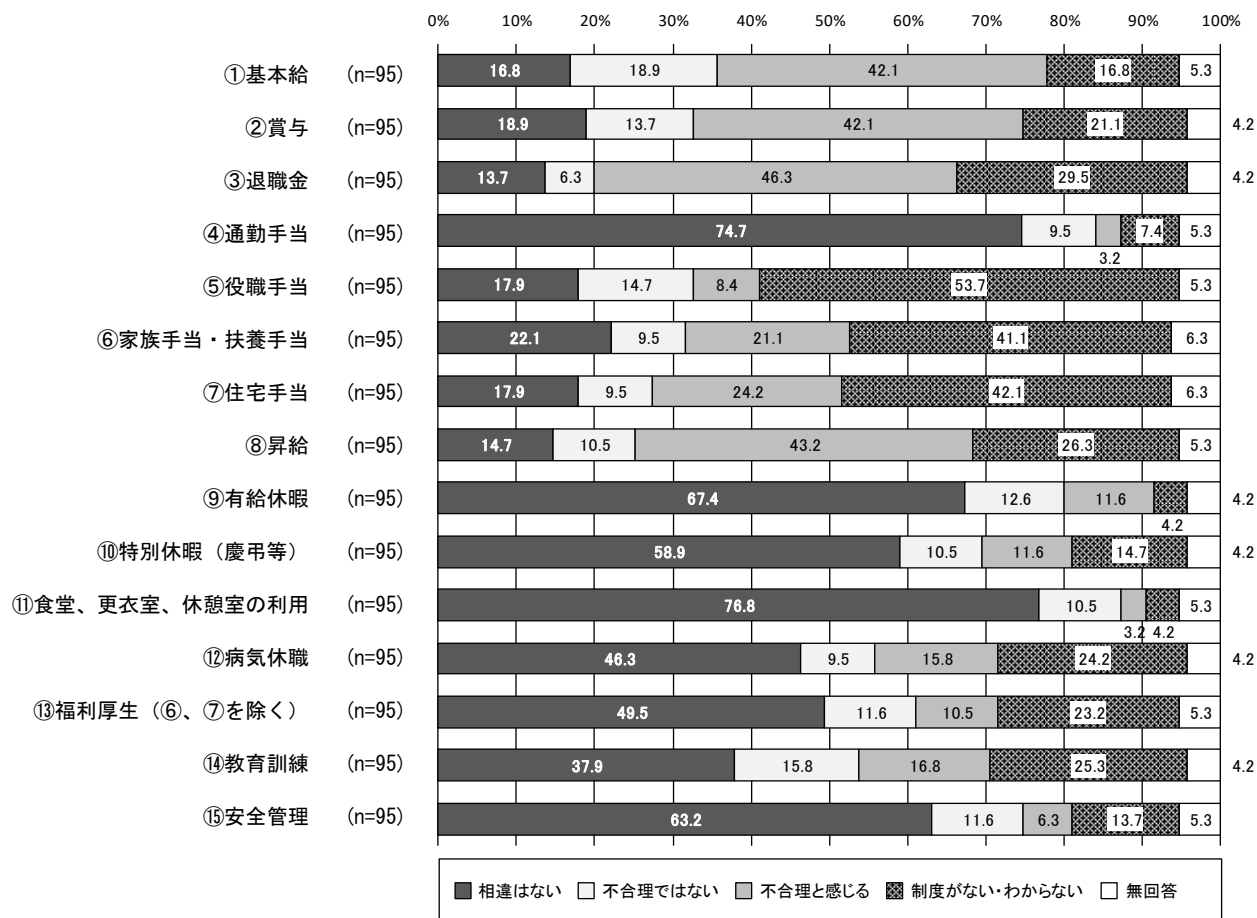 0% 10% 20% 30% 40% 50% 60% 70% 80% 90% 100%
①基本給 (n=95) 16.8 18.9 42.1 16.8 5.3
②賞与 (n=95) 18.9 13.7 42.1 21.1 4.2
③退職金 (n=95) 13.7 6.3 46.3 29.5 4.2
④通勤手当 (n=95) 74.7 9.5 3.2 7.4 5.3
⑤役職手当 (n=95) 17.9 14.7 8.4 53.7 5.3
⑥家族手当・扶養手当 (n=95) 22.1 9.5 21.1 41.1 6.3
⑦住宅手当 (n=95) 17.9 9.5 24.2 42.1 6.3
⑧昇給 (n=95) 14.7 10.5 43.2 26.3 5.3
⑨有給休暇 (n=95) 67.4 12.6 11.6 4.2 4.2
⑩特別休暇（慶弔等） (n=95) 58.9 10.5 11.6 14.7 4.2
⑪食堂、更衣室、休憩室の利用 (n=95) 76.8 10.5 3.2 4.2 5.3
⑫病気休職 (n=95) 46.3 9.5 15.8 24.2 4.2
⑬福利厚生（⑥、⑦を除く） (n=95) 49.5 11.6 10.5 23.2 5.3
⑭教育訓練 (n=95) 37.9 15.8 16.8 25.3 4.2
⑮安全管理 (n=95) 63.2 11.6 6.3 13.7 5.3
相違はない 不合理ではない 不合理と感じる 制度がない・わからない 無回答